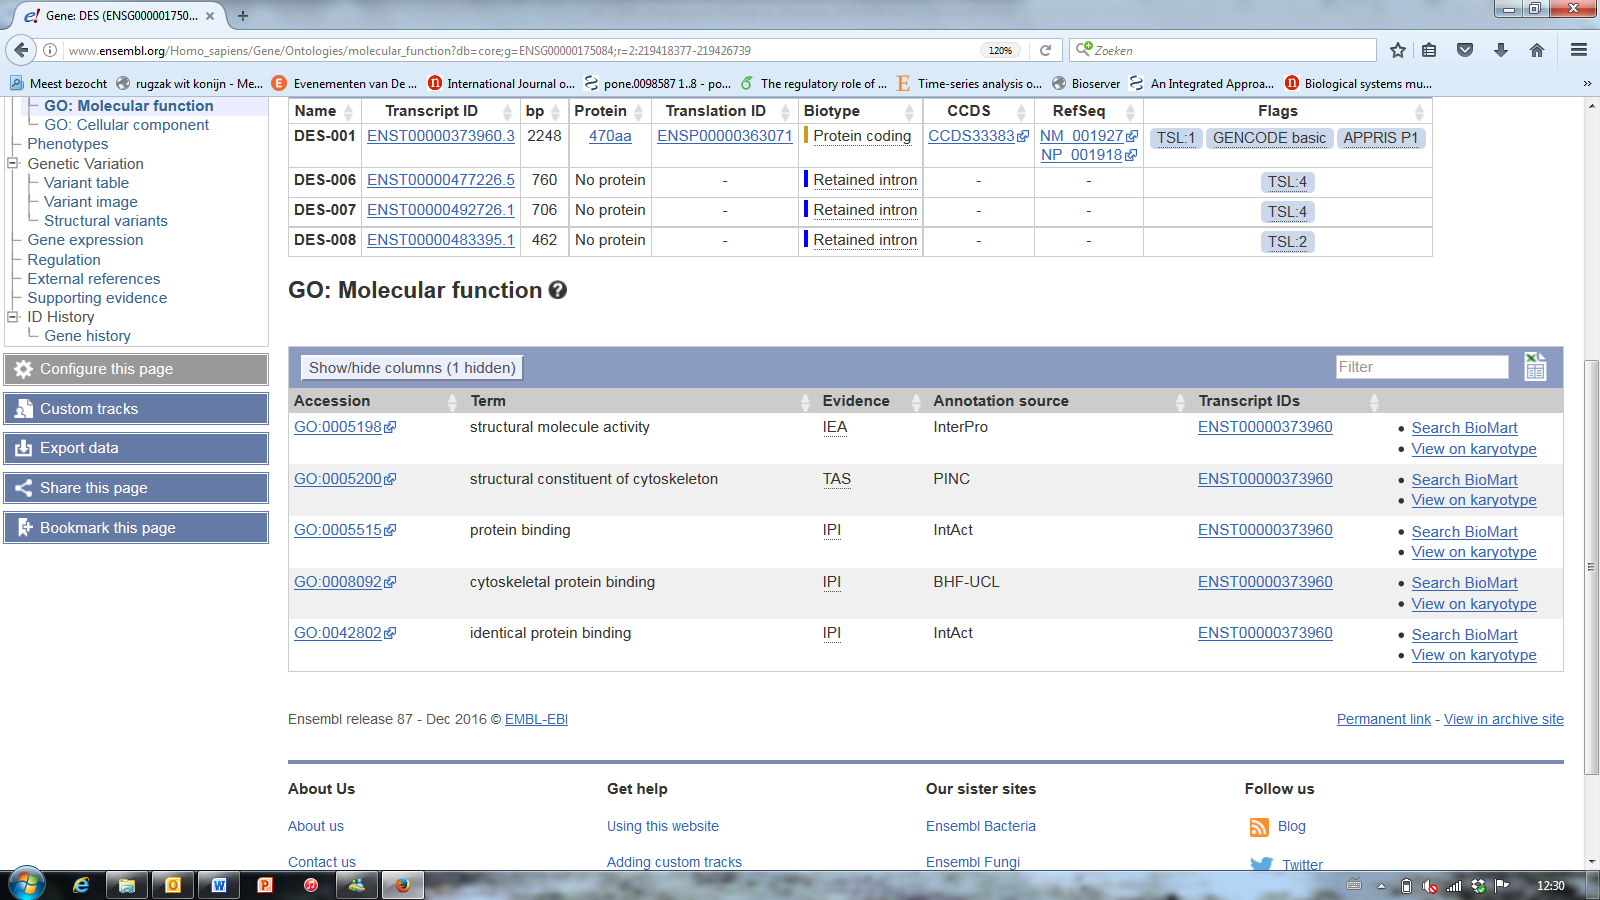 Gene: DES (ENSG000001750...
www.ensembl.org/Homo_sapiens/Gene/Ontologies/molecular_function?db=core;g=ENSG00000175084;r=2:219418377-219426739
120%
Zoeken
Meest bezocht
rugzak wit konijn - Me...
Evenementen van De ...
International Journal o...
pone.0098587 1..8 - po...
The regulatory role of ...
Time-series analysis o...
Bioserver
An Integrated Approa...
Biological systems mu...
GO: Molecular function
GO: Cellular component
Phenotypes
Genetic Variation
Variant table
Variant image
Structural variants
Gene expression
Regulation
External references
Supporting evidence
ID History
Gene history
Configure this page
Custom tracks
Export data
Share this page
Bookmark this page
Name Transcript ID bp Protein Translation ID Biotype CCDS RefSeq Flags
DES-001 ENST00000373960.3 2248 470aa ENSP00000363071 Protein coding CCDS33383 NM_001927 TSL:1 GENCODE basic APPRIS P1
NP_001918
DES-006 ENST00000477226.5 760 No protein - Retained intron - - TSL:4
DES-007 ENST00000492726.1 706 No protein - Retained intron - - TSL:4
DES-008 ENST00000483395.1 462 No protein - Retained intron - - TSL:2
GO: Molecular function ?
Show/hide columns (1 hidden)
Filter
Accession Term Evidence Annotation source Transcript IDs
GO:0005198 structural molecule activity IEA InterPro ENST00000373960 • Search BioMart
• View on karyotype
GO:0005200 structural constituent of cytoskeleton TAS PINC ENST00000373960 • Search BioMart
• View on karyotype
GO:0005515 protein binding IPI IntAct ENST00000373960 • Search BioMart
• View on karyotype
GO:0008092 cytoskeletal protein binding IPI BHF-UCL ENST00000373960 • Search BioMart
• View on karyotype
GO:0042802 identical protein binding IPI IntAct ENST00000373960 • Search BioMart
• View on karyotype
Ensembl release 87 - Dec 2016 © EMBL-EBI
Permanent link - View in archive site
About Us Get help Our sister sites Follow us
About us Using this website Ensembl Bacteria Blog
Contact us Adding custom tracks Ensembl Fungi Twitter
12:30